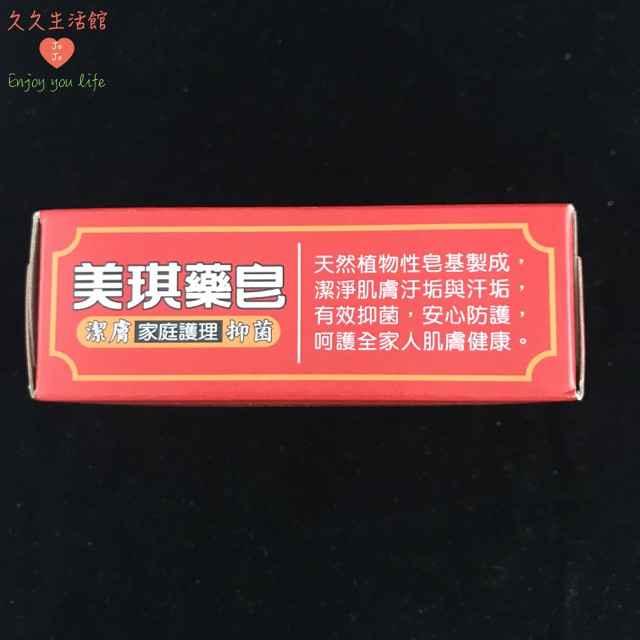 久久生活館
JoJo
Enjoy you life
美琪藥皂
潔膚 家庭護理 抑菌
天然植物性皂基製成，
潔淨肌膚汙垢與汗垢，
有效抑菌，安心防護，
呵護全家人肌膚健康。